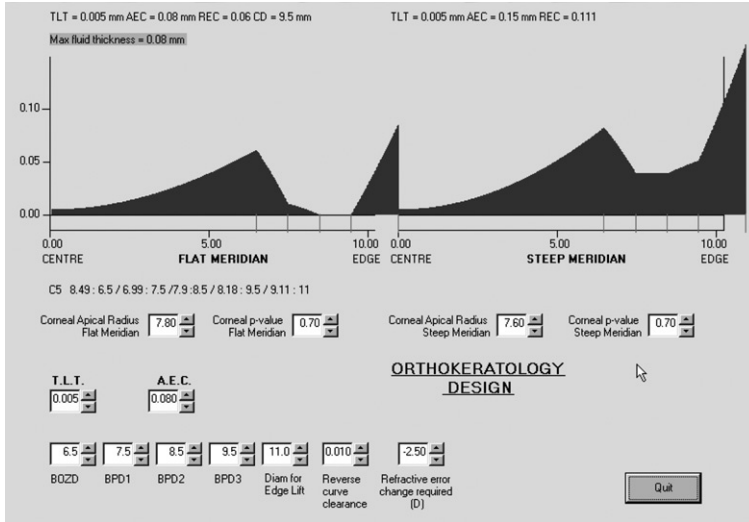 TLT = 0.005 mm AEC = 0.08 mm REC = 0.06 CD = 9.5 mm
TLT = 0.005 mm AEC = 0.15 mm REC = 0.111
Max fluid thickness = 0.08 mm
0.10
0.05
0.00
0.00 5.00 10.00 0.00 5.00 10.00
CENTRE FLAT MERIDIAN EDGE CENTRE STEEP MERIDIAN EDGE
C5 8.49 : 6.5 / 6.99 : 7.5 /7.9 :8.5 / 8.18 : 9.5 / 9.11 : 11
Corneal Apical Radius
Flat Meridian
7.80
Corneal p-value
Flat Meridian
0.70
Corneal Apical Radius
Steep Meridian
7.60
Corneal p-value
Steep Meridian
0.70
ORTHOKERATOLOGY
DESIGN
T.L.T. A.E.C.
0.005 0.080
6.5 7.5 8.5 9.5 11.0 0.010 -2.50
BOZD
BPD1
BPD2
BPD3
Diam for
Edge Lift
Reverse
curve
clearance
Refractive error
change required
(D)
Quit